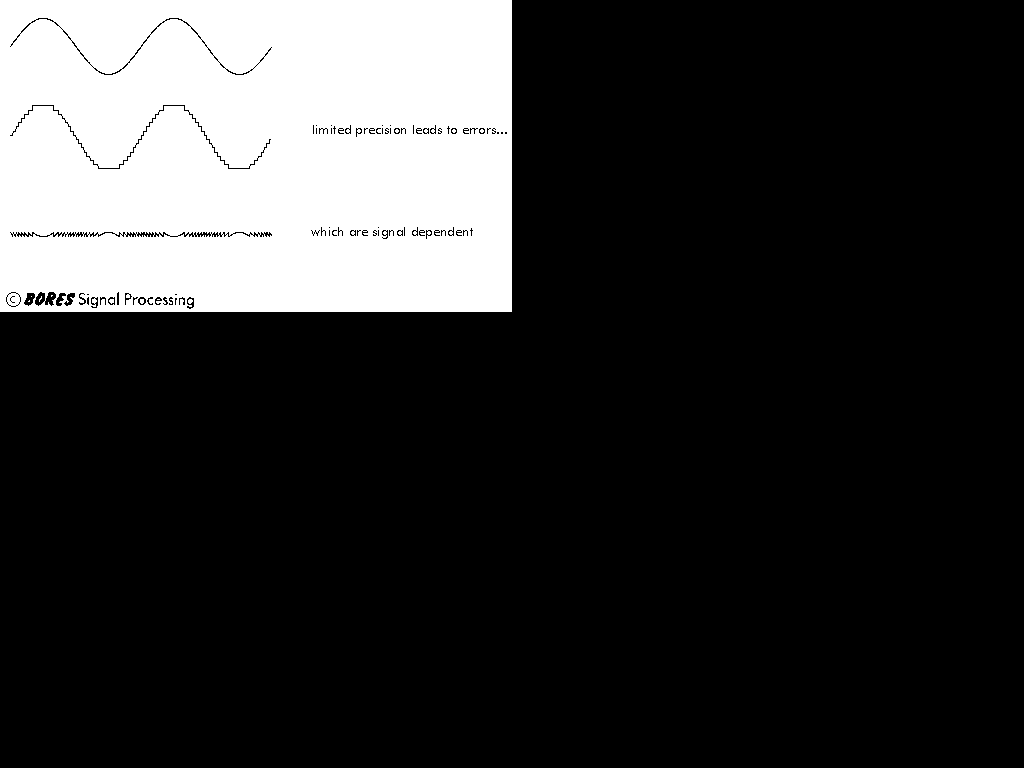 limited precision leads to errors...
which are signal dependent
© BORES Signal Processing